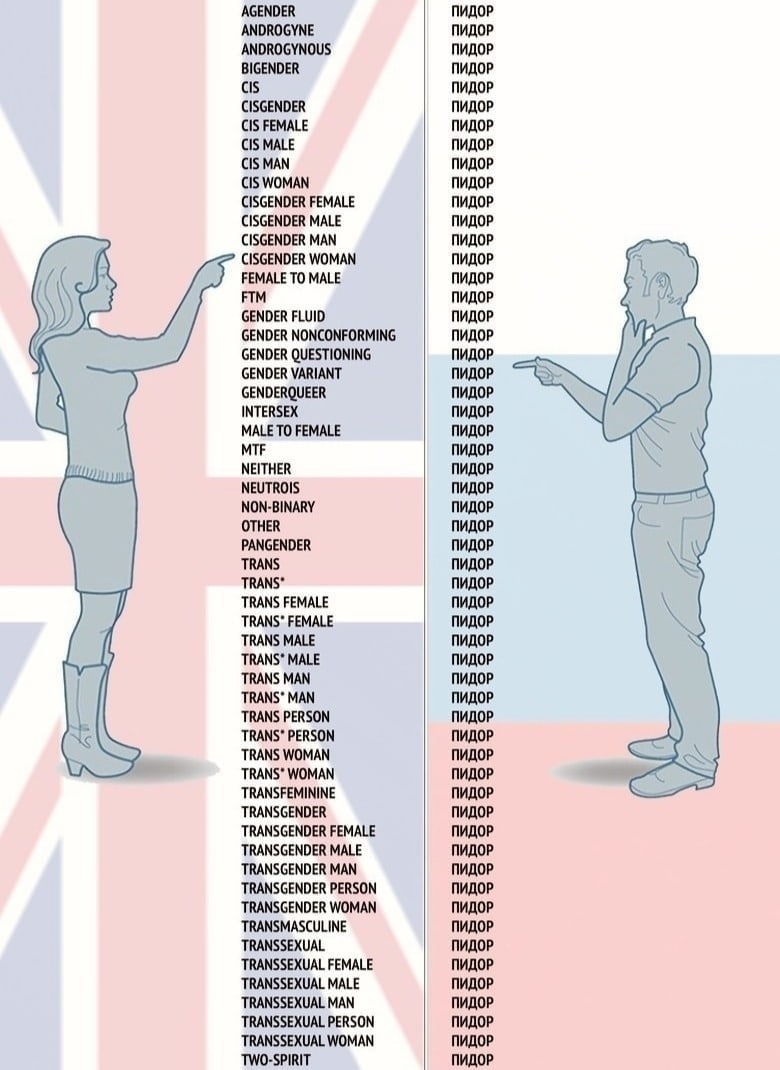 AGENDER ПИДОР
ANDROGYNE ПИДОР
ANDROGYNOUS ПИДОР
BIGENDER ПИДОР
CIS ПИДОР
CISGENDER ПИДОР
CIS FEMALE ПИДОР
CIS MALE ПИДОР
CIS MAN ПИДОР
CIS WOMAN ПИДОР
CISGENDER FEMALE ПИДОР
CISGENDER MALE ПИДОР
CISGENDER MAN ПИДОР
CISGENDER WOMAN ПИДОР
FEMALE TO MALE ПИДОР
FTM ПИДОР
GENDER FLUID ПИДОР
GENDER NONCONFORMING ПИДОР
GENDER QUESTIONING ПИДОР
GENDER VARIANT ПИДОР
GENDERQUEER ПИДОР
INTERSEX ПИДОР
MALE TO FEMALE ПИДОР
MTF ПИДОР
NEITHER ПИДОР
NEUTROIS ПИДОР
NON-BINARY ПИДОР
OTHER ПИДОР
PANGENDER ПИДОР
TRANS ПИДОР
TRANS* ПИДОР
TRANS FEMALE ПИДОР
TRANS* FEMALE ПИДОР
TRANS MALE ПИДОР
TRANS* MALE ПИДОР
TRANS MAN ПИДОР
TRANS* MAN ПИДОР
TRANS PERSON ПИДОР
TRANS* PERSON ПИДОР
TRANS WOMAN ПИДОР
TRANS* WOMAN ПИДОР
TRANSFEMININE ПИДОР
TRANSGENDER ПИДОР
TRANSGENDER FEMALE ПИДОР
TRANSGENDER MALE ПИДОР
TRANSGENDER MAN ПИДОР
TRANSGENDER PERSON ПИДОР
TRANSGENDER WOMAN ПИДОР
TRANSMASCULINE ПИДОР
TRANSSEXUAL ПИДОР
TRANSSEXUAL FEMALE ПИДОР
TRANSSEXUAL MALE ПИДОР
TRANSSEXUAL MAN ПИДОР
TRANSSEXUAL PERSON ПИДОР
TRANSSEXUAL WOMAN ПИДОР
TWO-SPIRIT ПИДОР